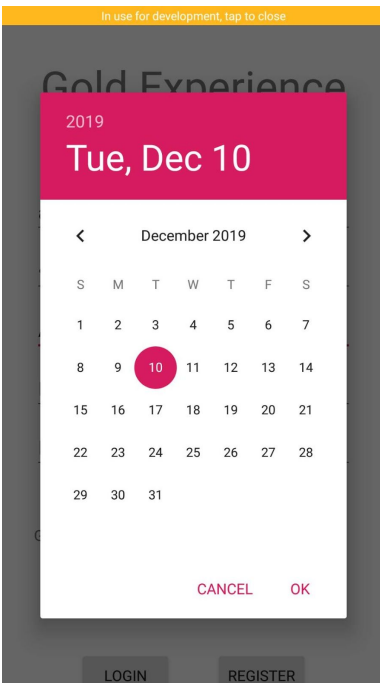 In use for development, tap to close
Gold Experience
2019
Tue, Dec 10
December 2019
S M T W T F S
1 2 3 4 5 6 7
8 9 10 11 12 13 14
15 16 17 18 19 20 21
22 23 24 25 26 27 28
29 30 31
CANCEL OK
LOGIN REGISTER